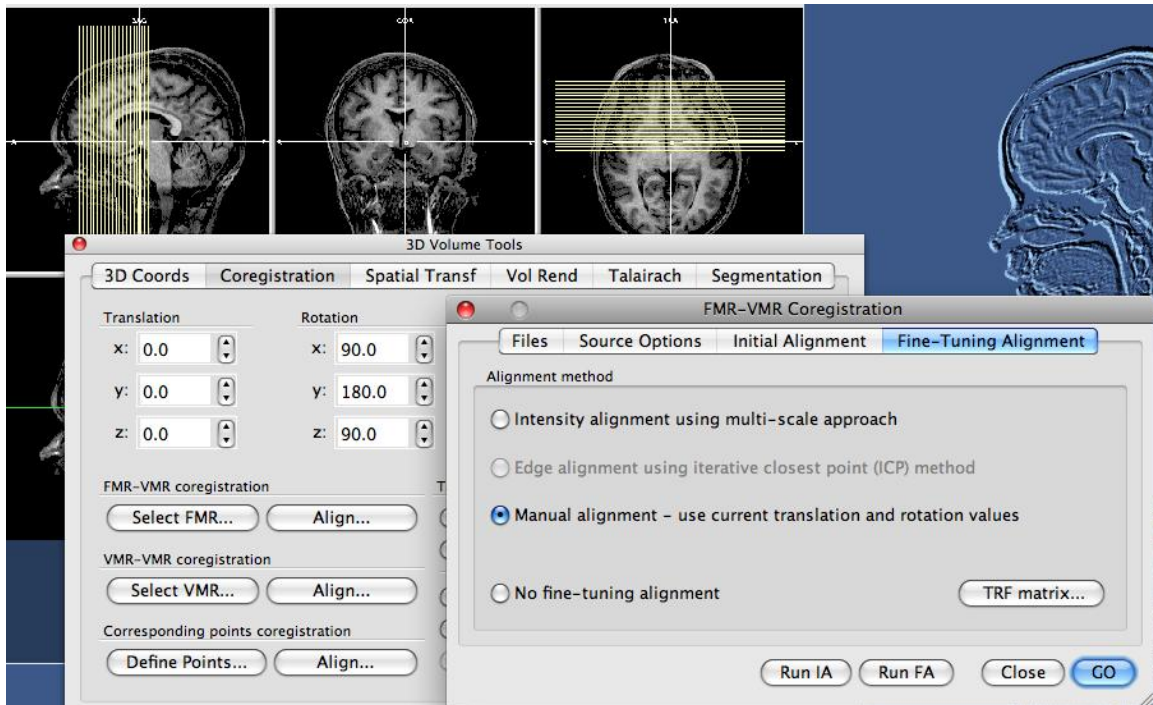 SAG
COR
TRA
A
3D Volume Tools
3D Coords Coregistration Spatial Transf Vol Rend Talairach Segmentation
Translation Rotation
x: 0.0 x: 90.0
y: 0.0 y: 180.0
z: 0.0 z: 90.0
FMR-VMR coregistration T
Select FMR... Align...
VMR-VMR coregistration
Select VMR... Align...
Corresponding points coregistration
Define Points... Align...
FMR-VMR Coregistration
Files Source Options Initial Alignment Fine-Tuning Alignment
Alignment method
Intensity alignment using multi-scale approach
Edge alignment using iterative closest point (ICP) method
Manual alignment - use current translation and rotation values
No fine-tuning alignment TRF matrix...
Run IA Run FA Close GO